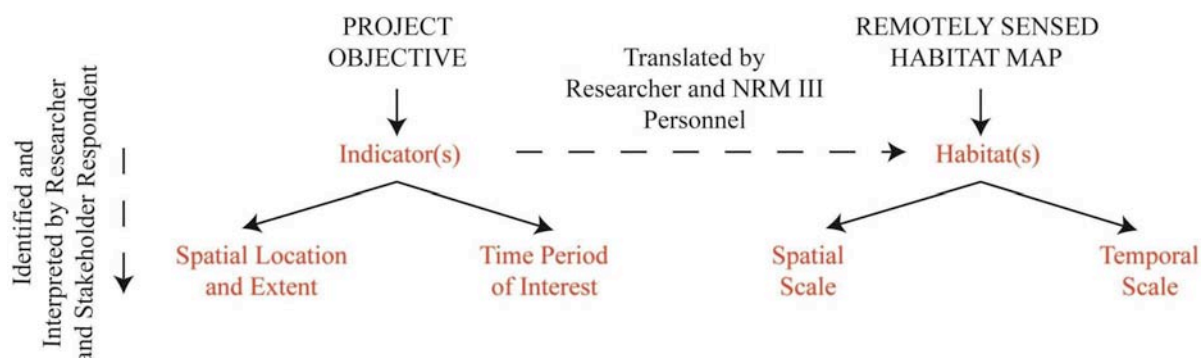 PROJECT
OBJECTIVE
REMOTELY SENSED
HABITAT MAP
Translated by
Researcher and NRM III
Personnel
Identified and
Interpreted by Researcher
and Stakeholder Respondent
Indicator(s)
Habitat(s)
Spatial Location
and Extent
Time Period
of Interest
Spatial
Scale
Temporal
Scale